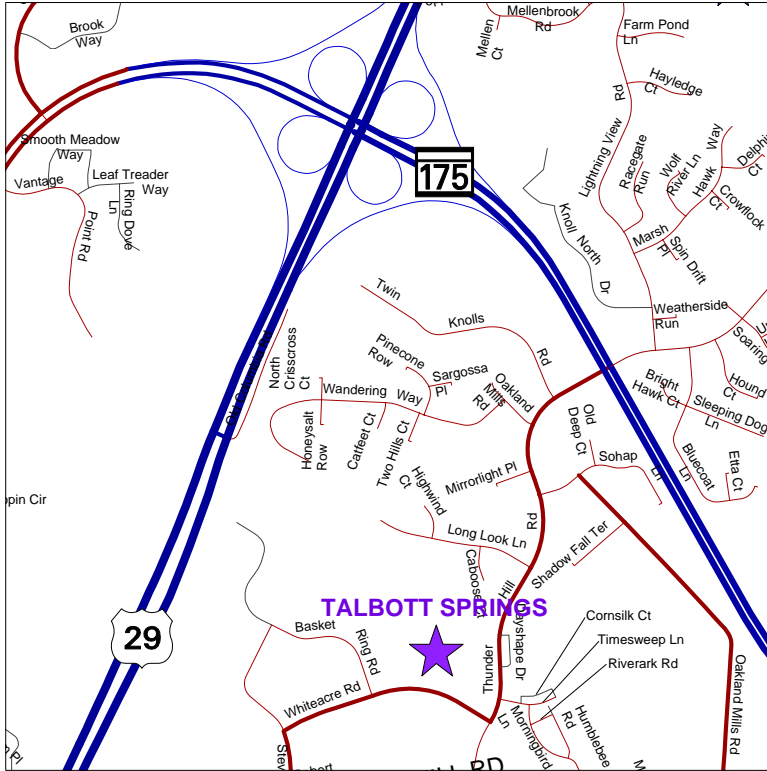 Brook
Way
Mellenbrook
Rd
Mellen
Ct
Farm Pond
Ln
Hayledge
Ct
Smooth Meadow
Way
Vantage
Point Rd
Leaf Treader
Way
Ring Dove
Ln
175
Lightning View
Rd
Racegate
Run
Wolf
River Ln
Hawk Way
Crowflock
Ct
Ct
Knoll North
Dr
Marsh
Spin Drift
Pl
Weatherside
Run
Soaring
Twin
Knolls
Rd
North
Crisscross
Ct
Pinecone
Row
Sargossa
Pl
Oakland
Mills
Rd
Wandering Way
Honeysalt
Row
Catfeet Ct
Two Hills Ct
Highwind
Ct
Mirrorlight Pl
Old
Deep Ct
Sohap
Ln
Bright
Hawk Ct
Hound
Ct
Sleeping Dog
Ln
Bluecoat
Ln
Etta Ct
Long Look Ln
Caboose Ct
Shadow Fall Ter
Thunder
Hill
Rd
TALBOTT SPRINGS
29
Basket
Ring Rd
Whiteacre Rd
Cornsilk Ct
Timesweep Ln
Riverark Rd
Morningbird
Ln
Humblebee
Rd
Oakland Mills Rd
RD